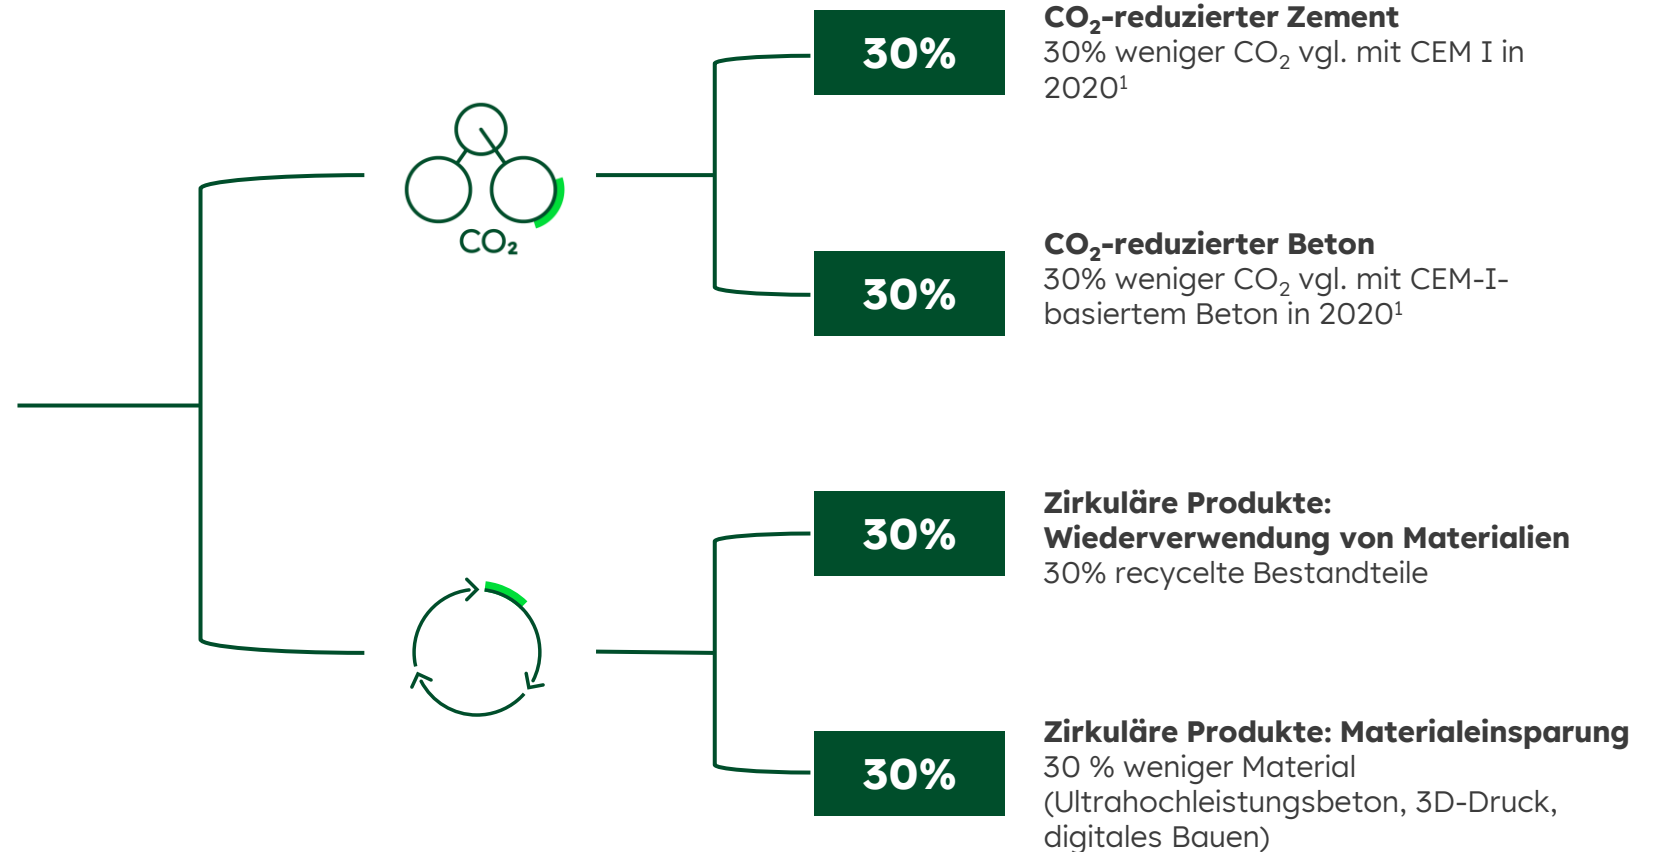 30%
CO₂-reduzierter Zement
30% weniger CO₂ vgl. mit CEM I in
2020¹
CO₂
30%
CO₂-reduzierter Beton
30% weniger CO₂ vgl. mit CEM-I-
basiertem Beton in 2020¹
30%
Zirkuläre Produkte:
Wiederverwendung von Materialien
30% recycelte Bestandteile
30%
Zirkuläre Produkte: Materialeinsparung
30 % weniger Material
(Ultrahochleistungsbeton, 3D-Druck,
digitales Bauen)